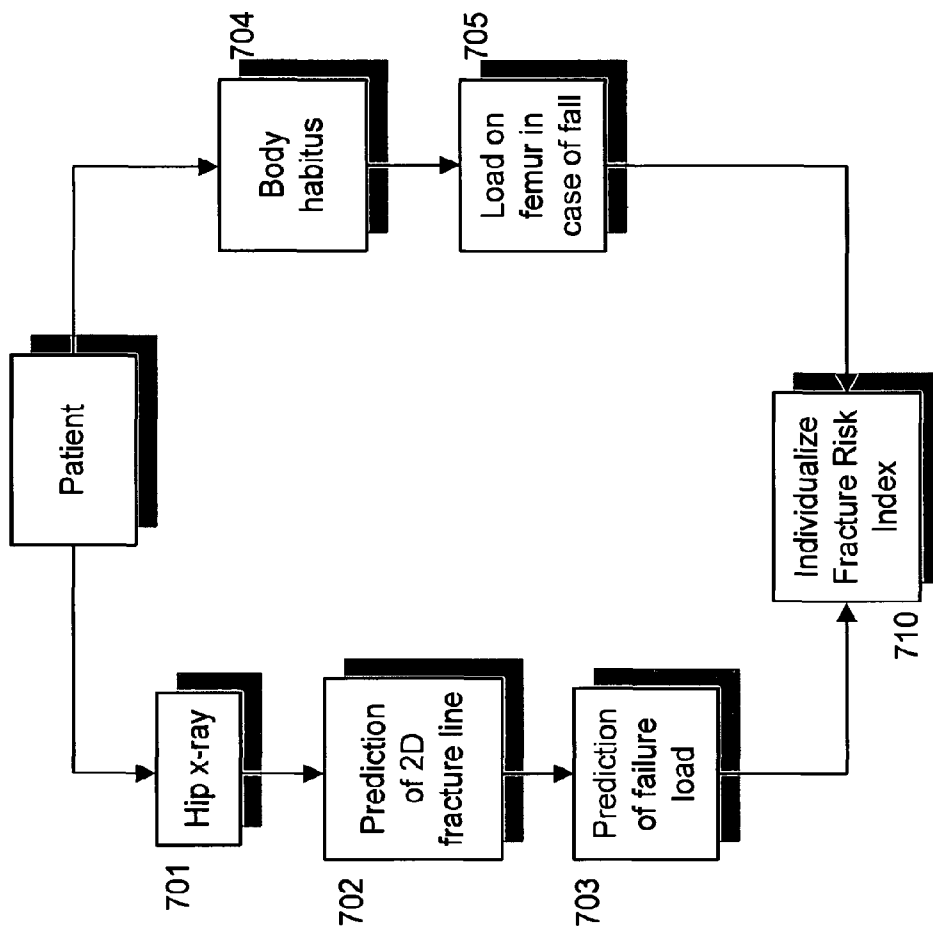 Patient
701
Hip x-ray
702
Prediction
of 2D
fracture line
703
Prediction
of failure
load
704
Body
habitus
705
Load on
femur in
case of fall
Individualize
Fracture Risk
Index
710